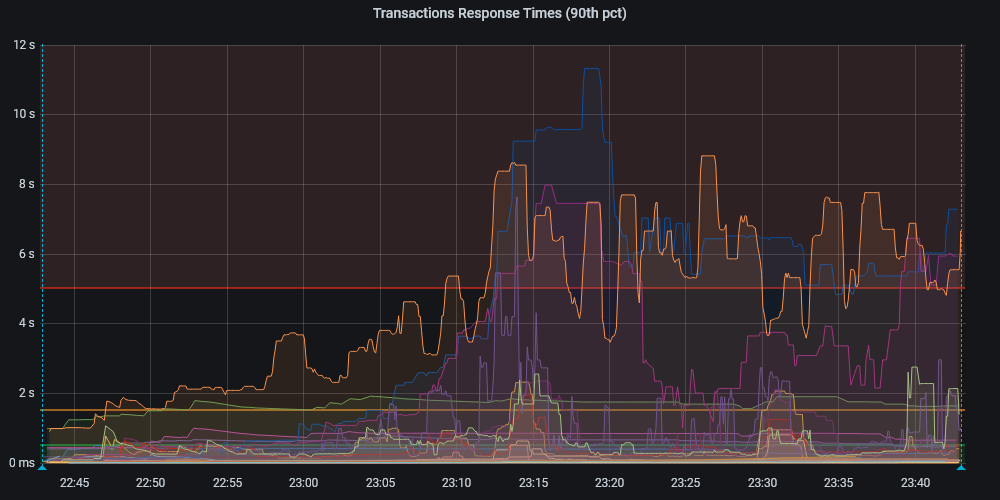 Transactions Response Times (90th pct)
12 s
10 s
8 s
6 s
4 s
2 s
0 ms
22:45 22:50 22:55 23:00 23:05 23:10 23:15 23:20 23:25 23:30 23:35 23:40